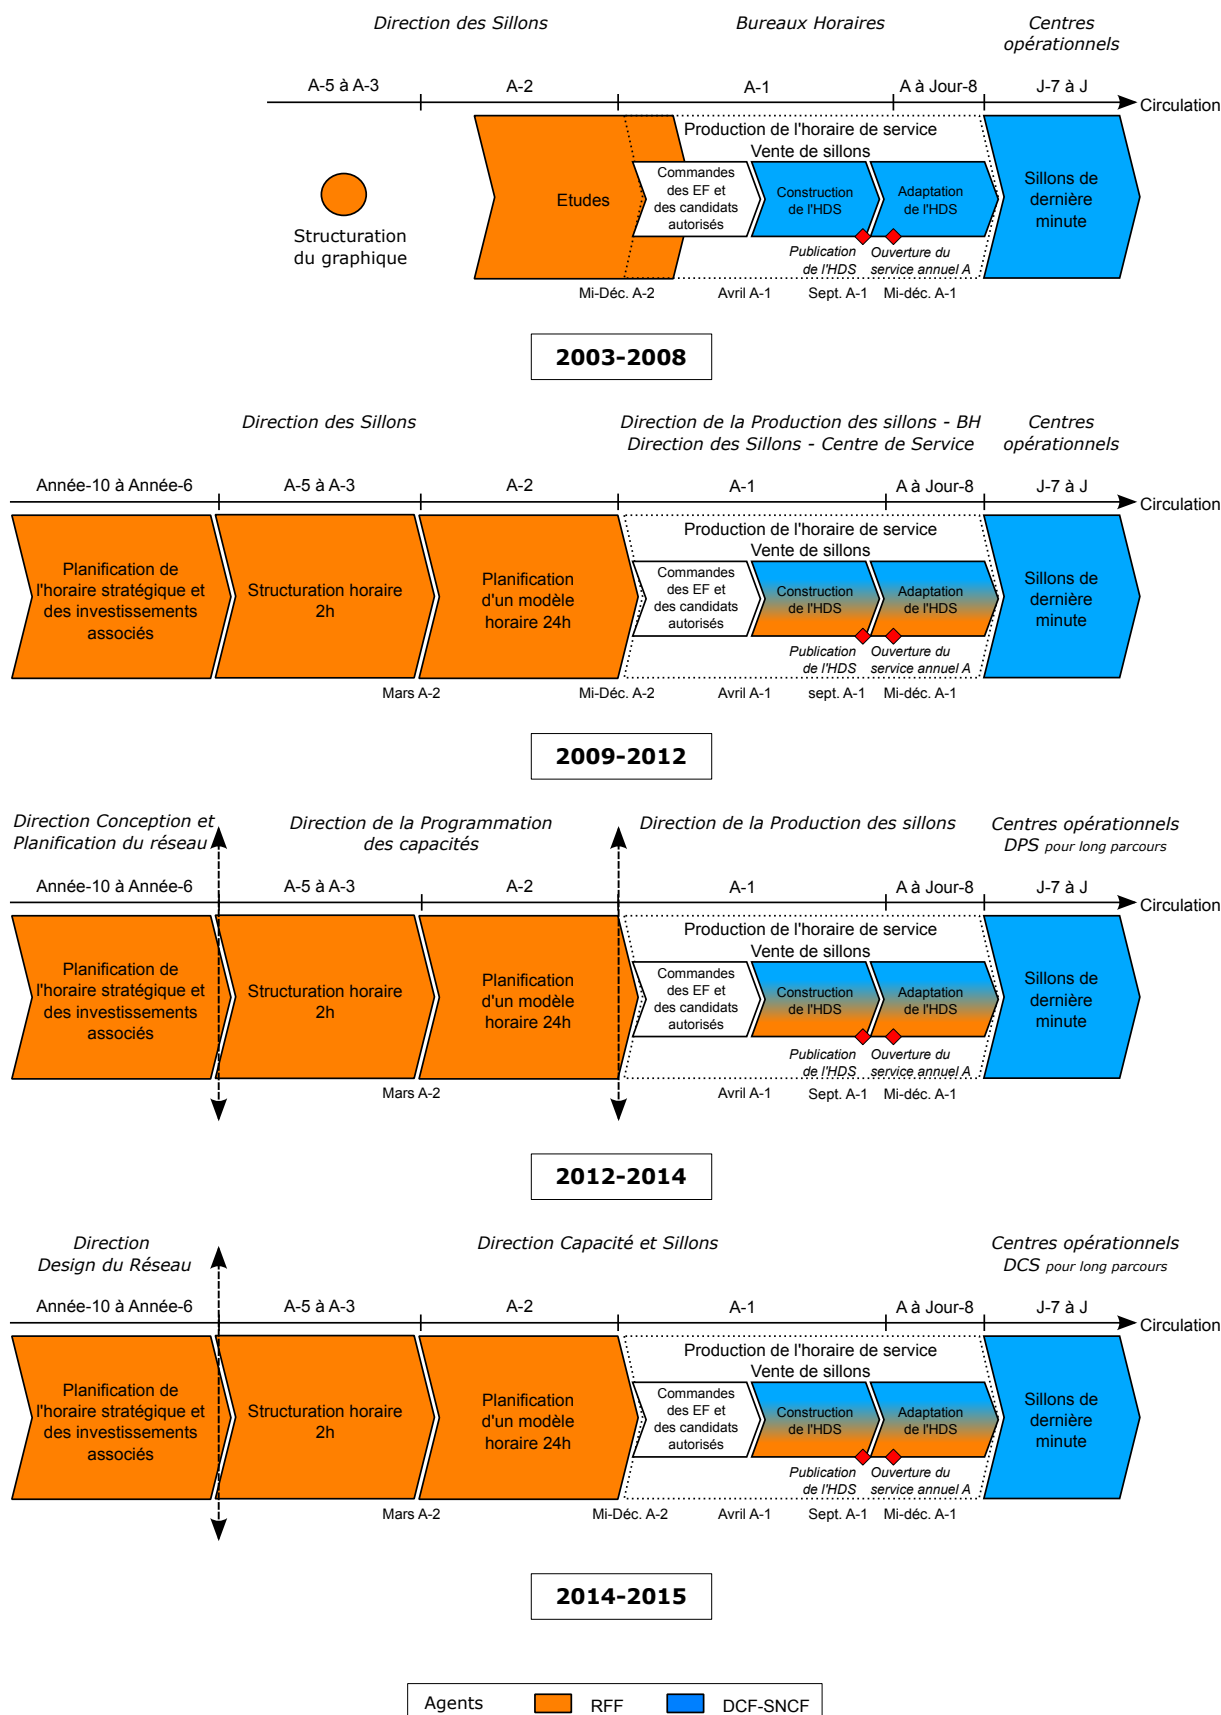 Direction des Sillons
Bureaux Horaires
Centres
opérationnels
A-5 à A-3
A-2
A-1
A à Jour-8
J-7 à J
Circulation
Structuration
du graphique
Etudes
Production de l'horaire de service
Vente de sillons
Commandes
des EF et
des candidats
autorisés
Construction
de l'HDS
Adaptation
de l'HDS
Sillons de
dernière
minute
Publication
de l'HDS
Ouverture du
service annuel A
Mi-Déc. A-2
Avril A-1
Sept. A-1
Mi-déc. A-1
2003-2008
Direction des Sillons
Direction de la Production des sillons - BH
Direction des Sillons - Centre de Service
Centres
opérationnels
Année-10 à Année-6
A-5 à A-3
A-2
A-1
A à Jour-8
J-7 à J
Circulation
Planification de
l'horaire stratégique et
des investissements
associés
Structuration horaire
2h
Planification
d'un modèle
horaire 24h
Production de l'horaire de service
Vente de sillons
Commandes
des EF et
des candidats
autorisés
Construction
de l'HDS
Adaptation
de l'HDS
Sillons de
dernière
minute
Publication
de l'HDS
Ouverture du
service annuel A
Mars A-2
Mi-Déc. A-2
Avril A-1
sept. A-1
Mi-déc. A-1
2009-2012
Direction Conception et
Planification du réseau
Direction de la Programmation
des capacités
Direction de la Production des sillons
Centres opérationnels
DPS pour long parcours
Année-10 à Année-6
A-5 à A-3
A-2
A-1
A à Jour-8
J-7 à J
Circulation
Planification de
l'horaire stratégique et
des investissements
associés
Structuration horaire
2h
Planification
d'un modèle
horaire 24h
Production de l'horaire de service
Vente de sillons
Commandes
des EF et
des candidats
autorisés
Construction
de l'HDS
Adaptation
de l'HDS
Sillons de
dernière
minute
Publication
de l'HDS
Ouverture du
service annuel A
Mars A-2
Avril A-1
Sept. A-1
Mi-déc. A-1
2012-2014
Direction
Design du Réseau
Direction Capacité et Sillons
Centres opérationnels
DCS pour long parcours
Année-10 à Année-6
A-5 à A-3
A-2
A-1
A à Jour-8
J-7 à J
Circulation
Planification de
l'horaire stratégique et
des investissements
associés
Structuration horaire
2h
Planification
d'un modèle
horaire 24h
Production de l'horaire de service
Vente de sillons
Commandes
des EF et
des candidats
autorisés
Construction
de l'HDS
Adaptation
de l'HDS
Sillons de
dernière
minute
Publication
de l'HDS
Ouverture du
service annuel A
Mars A-2
Mi-Déc. A-2
Avril A-1
Sept. A-1
Mi-déc. A-1
2014-2015
Agents
RFF
DCF-SNCF